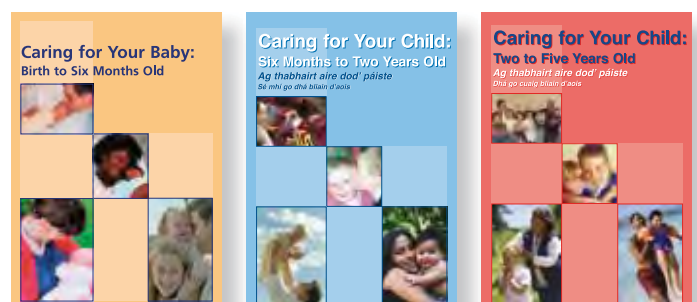 Caring for Your Baby:
Birth to Six Months Old
Caring for Your Child:
Six Months to Two Years Old
Ag thabhairt aire dod' páiste
Sé mhí go dhá bliain d'aois
Caring for Your Child:
Two to Five Years Old
Ag thabhairt aire dod' páiste
Dhá go cuaig bliain d'aois